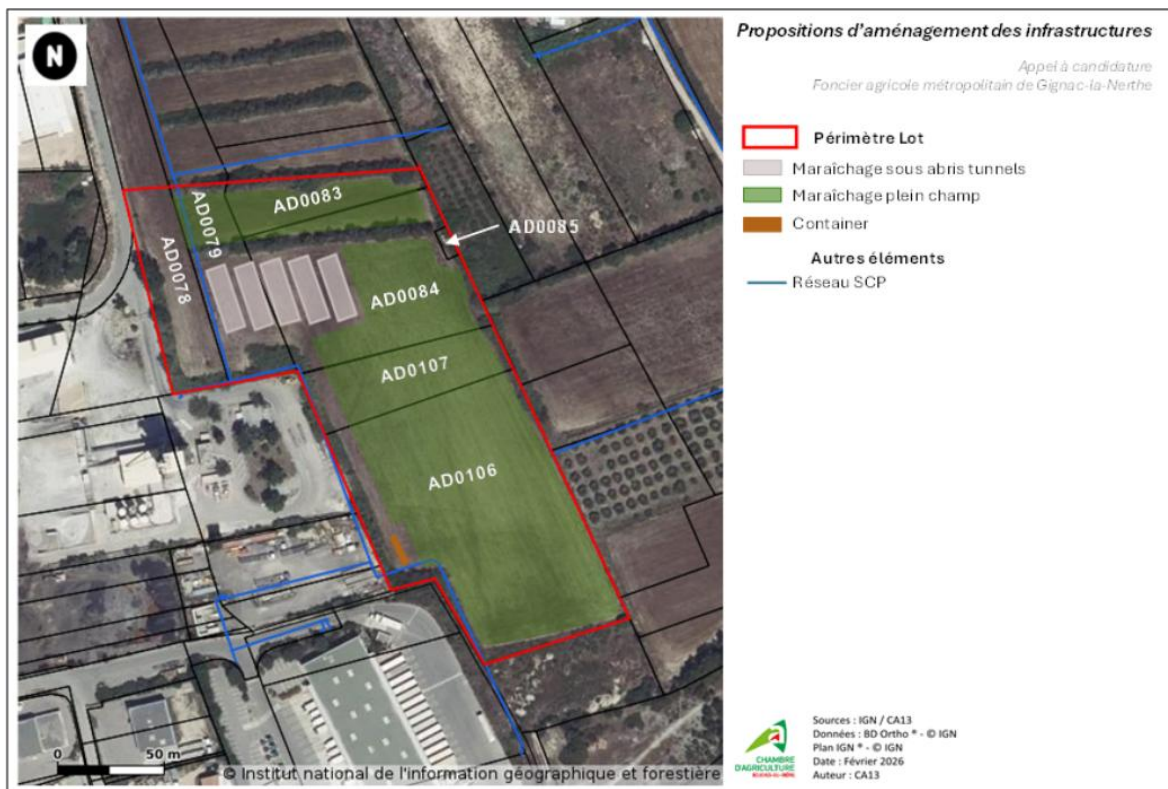 N
Propositions d'aménagement des infrastructures
Appel à candidature
Foncier agricole métropolitain de Gignac-la-Nerthe
Périmètre Lot
Maraîchage sous abris tunnels
Maraîchage plein champ
Container
Autres éléments
Réseau SCP
AD0083
AD0079
AD0078
AD0085
AD0084
AD0107
AD0106
0 50 m
© Institut national de l'information géographique et forestière
CHAMBRE
D'AGRICULTURE
BOUCHES-DU-RHÔNE
Sources : IGN / CA13
Données : BD Ortho ® - © IGN
Plan IGN ® - © IGN
Date : Février 2026
Auteur : CA13